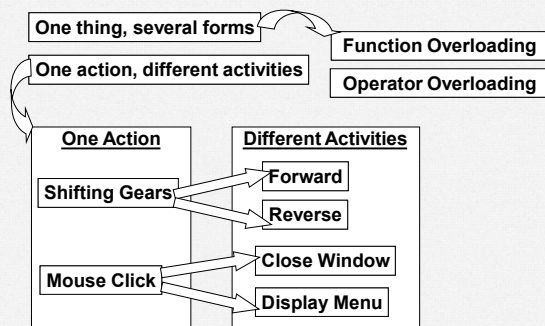 One thing, several forms
Function Overloading
One action, different activities
Operator Overloading
One Action
Different Activities
Shifting Gears
Forward
Reverse
Mouse Click
Close Window
Display Menu